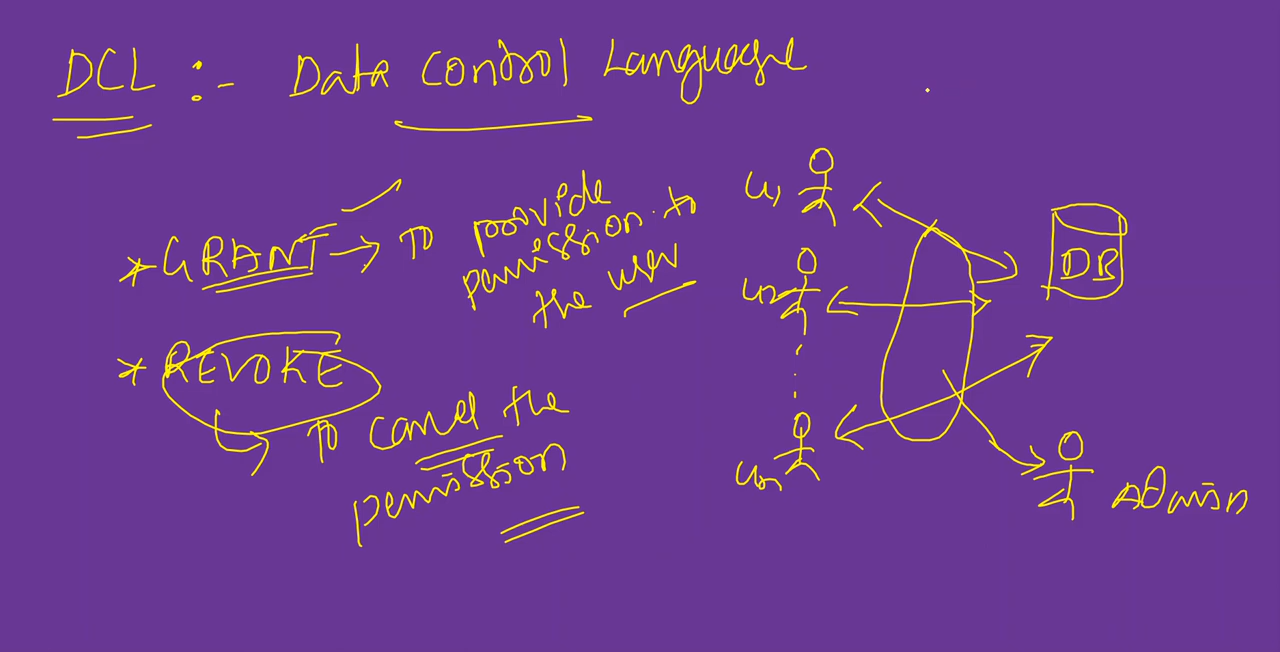 DCL :- Data Control Language
* GRANT → To provide
permission to
the user
* REVOKE
To cancel the
permission
U1
U2
Un
DB
Admin